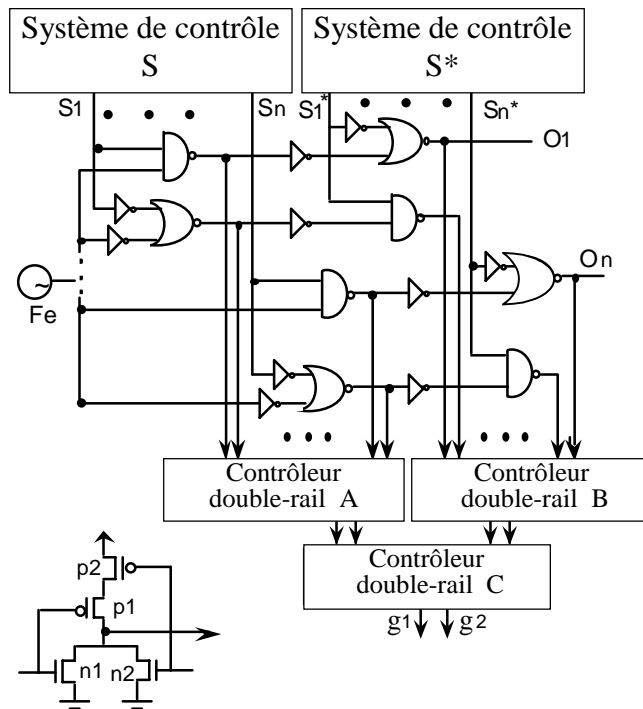 Système de contrôle
S
Système de contrôle
S*
S1
Sn
S1*
Sn*
O1
On
~
Fe
Contrôleur
double-rail A
Contrôleur
double-rail B
Contrôleur
double-rail C
g1
g2
p2
p1
n1
n2